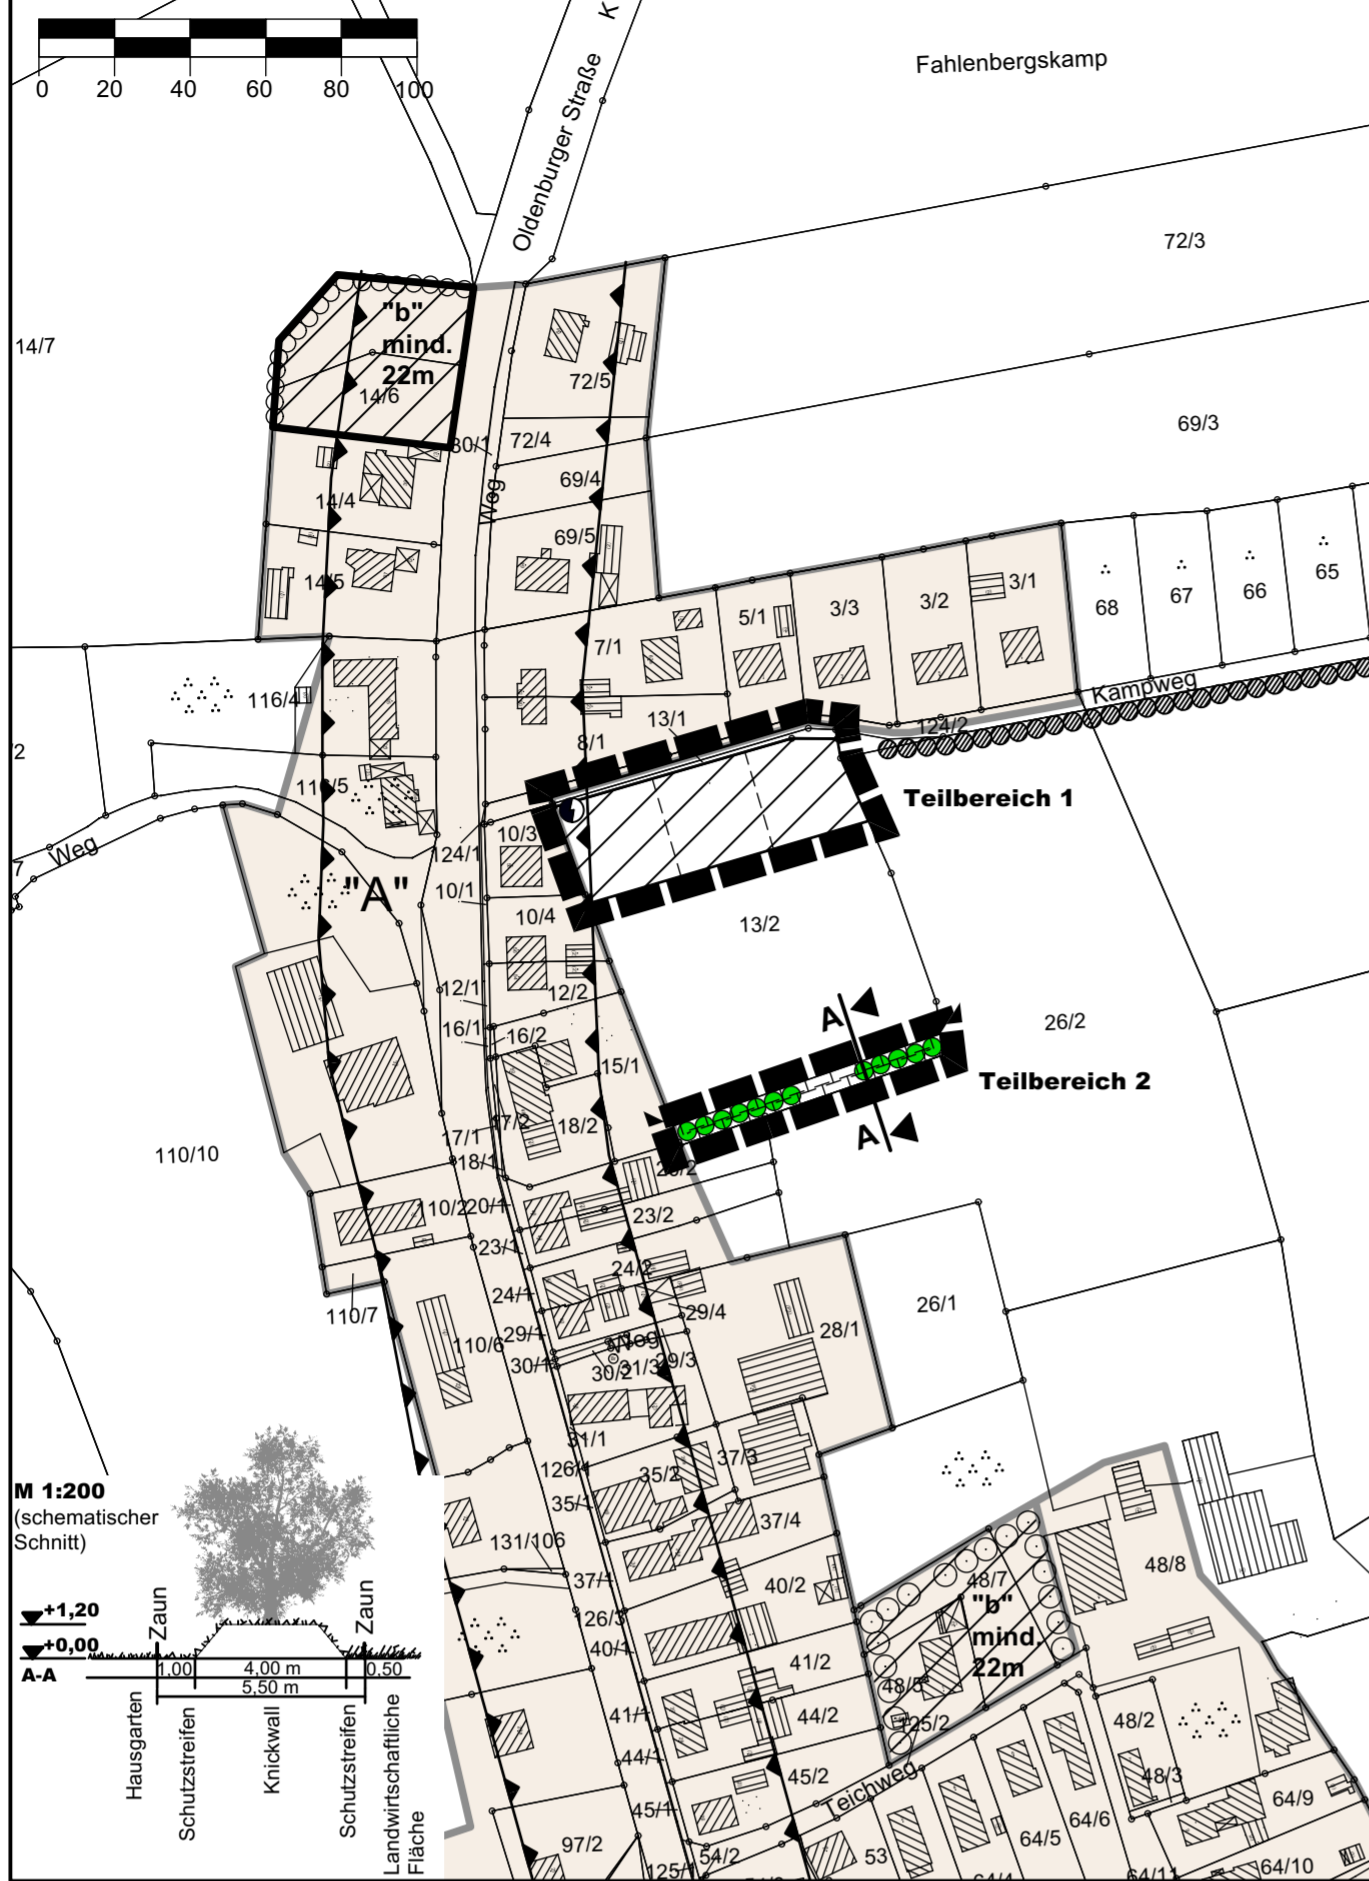 0 20 40 60 80 100
Oldenburger Straße K
Fahlenbergskamp
72/3
14/7
"b"
mind.
22m
14/6
72/5
69/3
80/1
72/4
69/4
Weg
14/4
69/5
14/5
7/1
5/1
3/3
3/2
3/1
68
67
66
65
116/4
Kampweg
13/1
124/2
8/1
/2
116/5
Teilbereich 1
10/3
124/1
Weg
7
"A"
10/1
10/4
13/2
12/1
12/2
A
26/2
16/1
16/2
15/1
Teilbereich 2
17/2
18/2
17/1
A
110/10
18/1
110/2
20/1
23/2
23/1
24/2
24/1
29/4
26/1
110/7
28/1
29/1
Weg
110/6
30/1
30/2
31/3
29/3
31/1
126/1
35/2
37/3
M 1:200
(schematischer
Schnitt)
35/1
37/4
131/106
37/1
40/2
48/8
48/7
"b"
mind.
22m
126/3
40/1
41/2
48/5
+1,20
+0,00
A-A
Zaun
Zaun
1,00
4,00 m
0,50
5,50 m
Hausgarten
Schutzstreifen
Knickwall
Schutzstreifen
Landwirtschaftliche
Fläche
41/1
44/2
125/2
48/2
44/1
45/2
Teichweg
48/3
45/1
64/9
64/6
64/5
97/2
54/2
53
125/1
64/10
64/11